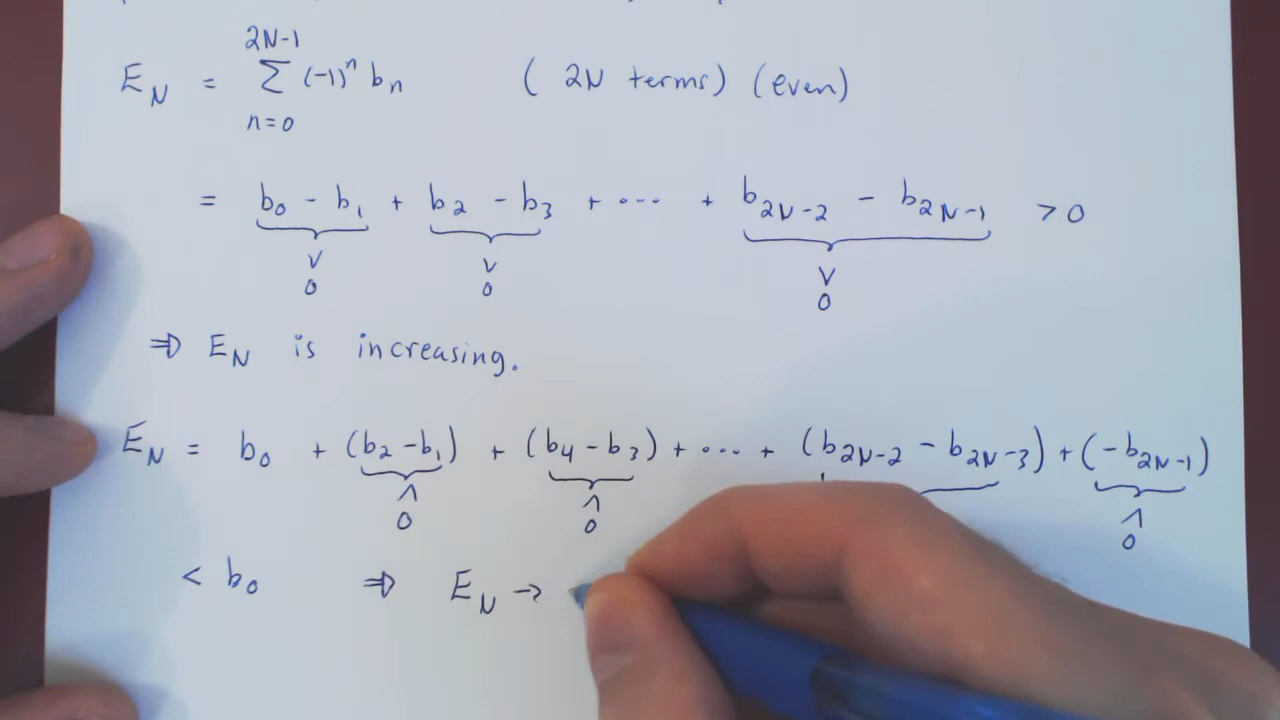 2N-1
E_N = Σ (-1)^n b_n ( 2N terms) (even)
n=0
= b_0 - b_1 + b_2 - b_3 + ... + b_{2N-2} - b_{2N-1} > 0
∨ ∨ ∨
0 0 0
⇒ E_N is increasing.
E_N = b_0 + (b_2 - b_1) + (b_4 - b_3) + ... + (b_{2N-2} - b_{2N-3}) + (-b_{2N-1})
∧ ∧ ∧
0 0 0
< b_0 ⇒ E_N →